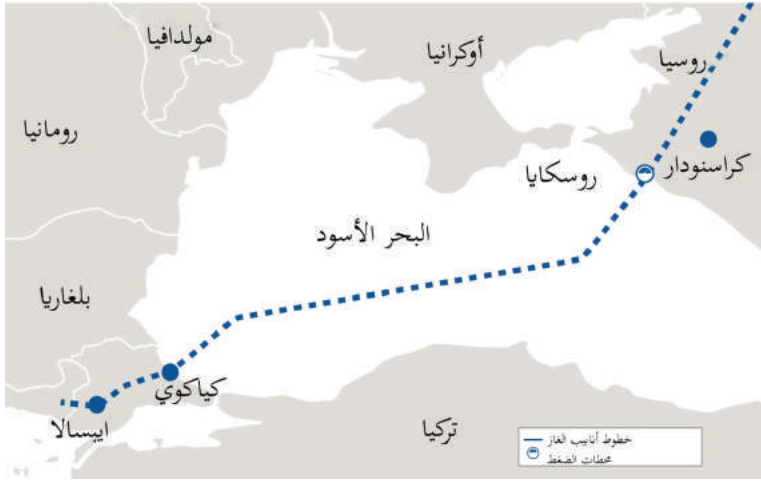 مولدافيا
أوكرانيا
روسيا
رومانيا
كراسنودار
روسكايا
البحر الأسود
بلغاريا
كياكوي
ايبسالا
تركيا
خطوط أنابيب الغاز
محطات الضغط